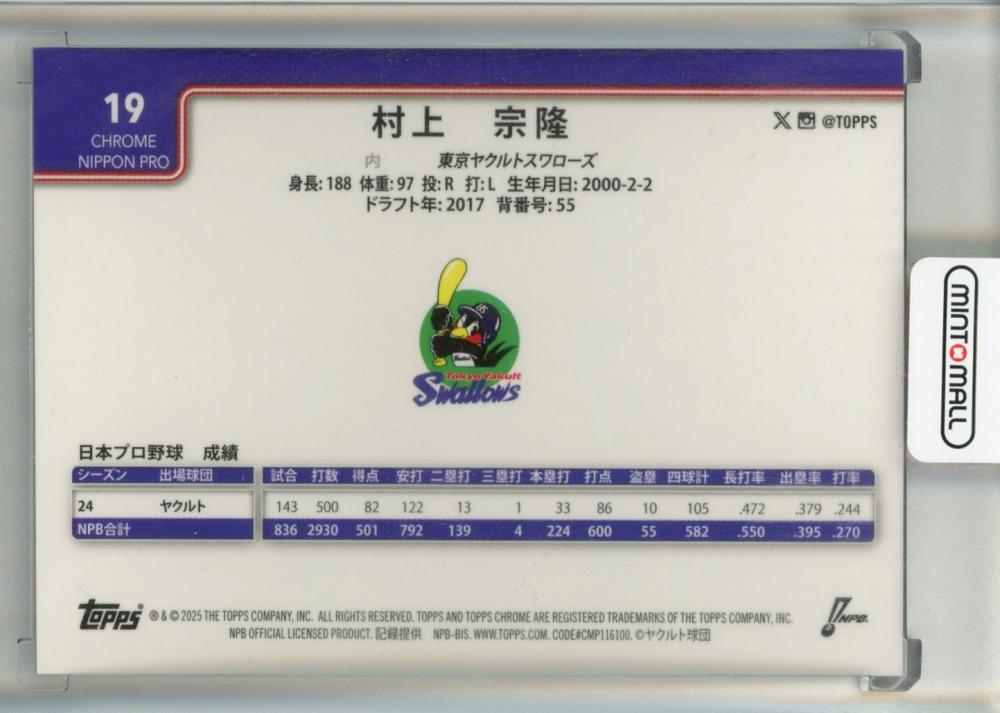 19
CHROME
NIPPON PRO
村上 宗隆
X @TOPPS
内 東京ヤクルトスワローズ
身長: 188 体重: 97 投: R 打: L 生年月日: 2000-2-2
ドラフト年: 2017 背番号: 55
Tokyo Yakult
Swallows
MINT MALL
日本プロ野球 成績
シーズン 出場球団 試合 打数 得点 安打 二塁打 三塁打 本塁打 打点 盗塁 四球計 長打率 出塁率 打率
24 ヤクルト 143 500 82 122 13 1 33 86 10 105 .472 .379 .244
NPB合計 836 2930 501 792 139 4 224 600 55 582 .550 .395 .270
Topps ® & © 2025 THE TOPPS COMPANY, INC. ALL RIGHTS RESERVED. TOPPS AND TOPPS CHROME ARE REGISTERED TRADEMARKS OF THE TOPPS COMPANY, INC.
NPB OFFICIAL LICENSED PRODUCT. 記録提供 NPB-BIS. WWW.TOPPS.COM. CODE#CMP116100. ©ヤクルト球団
NPB